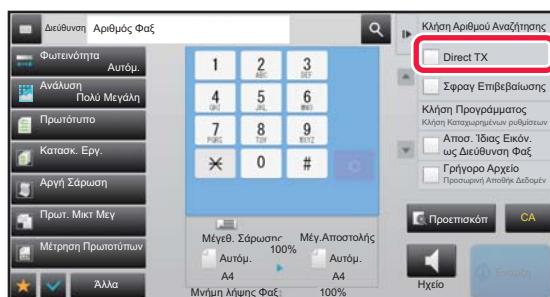 Διεύθυνση Αριθμός Φαξ
Φωτεινότητα
Αυτόμ.
Ανάλυση
Πολύ Μεγάλη
Πρωτότυπο
Κατασκ. Εργ.
Αργή Σάρωση
Πρωτ. Μικτ Μεγ
Μέτρηση Πρωτοτύπων
Άλλα
1 2 3
ABC DEF
4 5 6
GHI JKL MNO
7 8 9
PQRS TUV WXYZ
0 #
Μέγεθ. Σάρωσης Μέγ.Αποστολής
100%
Αυτόμ. Αυτόμ.
A4 A4
Μνήμη λήψης Φαξ: 100%
Κλήση Αριθμού Αναζήτησης
Direct TX
Σφραγ Επιβεβαίωσης
Κλήση Προγράμματος
Κλήση Καταχωρημένων ρυθμίσεων
Αποσ. Ίδιας Εικόν.
ως Διεύθυνση Φαξ
Γρήγορο Αρχείο
Προσωρινή Αποθήκ Δεδομέν
Προεπισκόπ CA
Ηχείο
Έναρξη